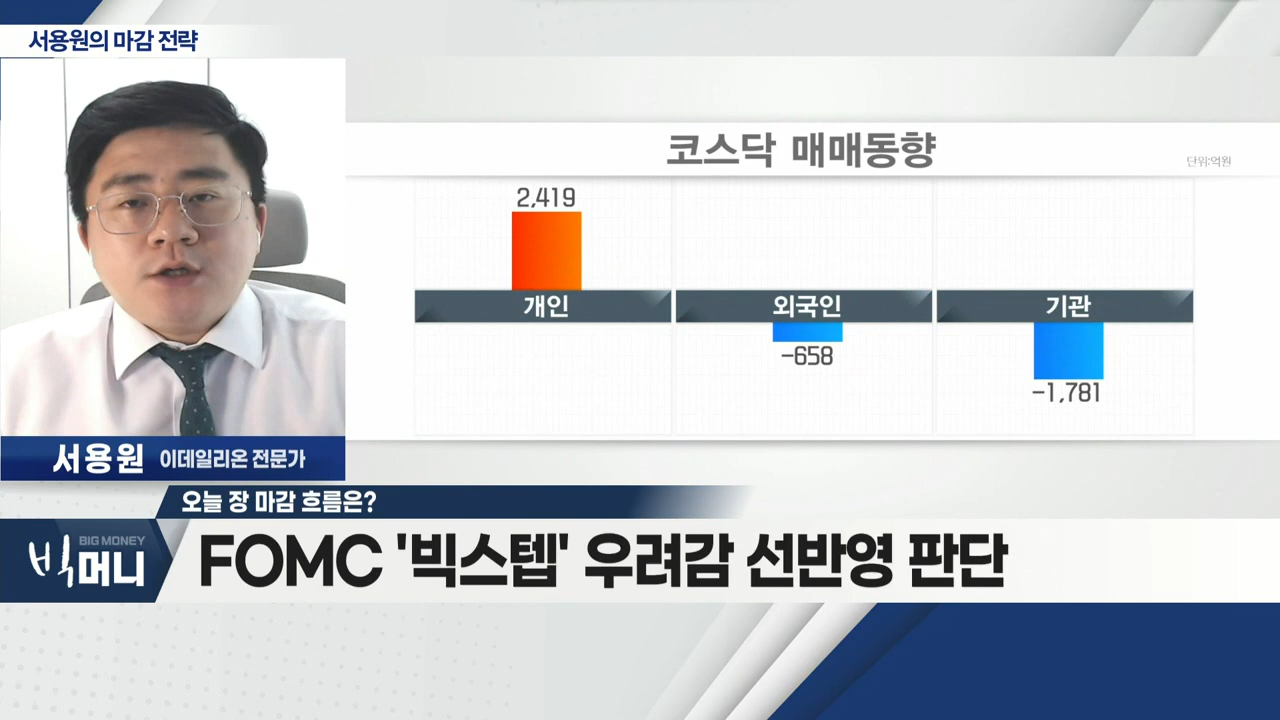 서용원의 마감 전략
코스닥 매매동향
단위:억원
2,419
개인
외국인
기관
-658
-1,781
서용원 이데일리온 전문가
오늘 장 마감 흐름은?
BIG MONEY
빅머니
FOMC '빅스텝' 우려감 선반영 판단